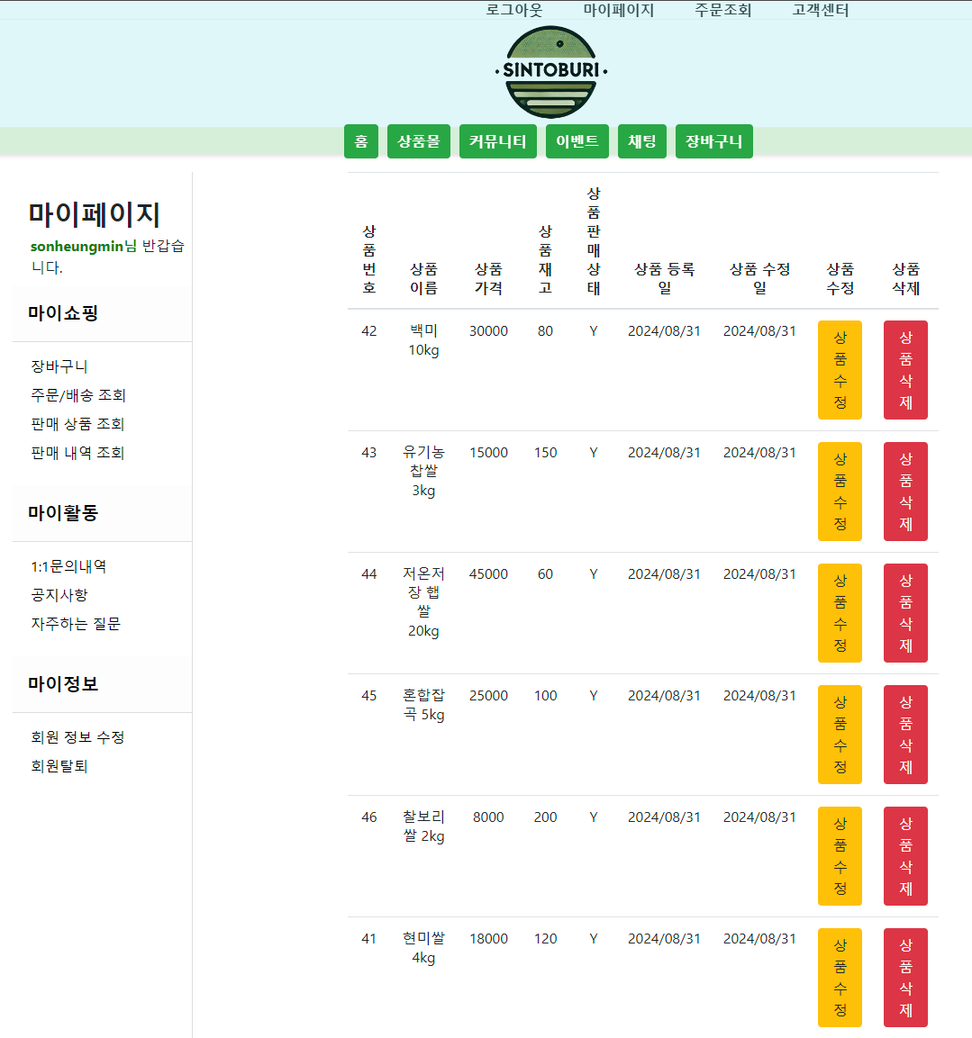 로그아웃 마이페이지 주문조회 고객센터
· SINTOBURI ·
홈 상품몰 커뮤니티 이벤트 채팅 장바구니
마이페이지
sonheungmin님 반갑습
니다.
마이쇼핑
장바구니
주문/배송 조회
판매 상품 조회
판매 내역 조회
마이활동
1:1문의내역
공지사항
자주하는 질문
마이정보
회원 정보 수정
회원탈퇴
상품번호 상품 이름 상품 가격 상품 재고 상품판매상태 상품 등록일 상품 수정일 상품 수정 상품 삭제
42 백미 10kg 30000 80 Y 2024/08/31 2024/08/31 상품수정 상품삭제
43 유기농 찹쌀 3kg 15000 150 Y 2024/08/31 2024/08/31 상품수정 상품삭제
44 저온저장 햅쌀 20kg 45000 60 Y 2024/08/31 2024/08/31 상품수정 상품삭제
45 혼합잡곡 5kg 25000 100 Y 2024/08/31 2024/08/31 상품수정 상품삭제
46 찰보리쌀 2kg 8000 200 Y 2024/08/31 2024/08/31 상품수정 상품삭제
41 현미쌀 4kg 18000 120 Y 2024/08/31 2024/08/31 상품수정 상품삭제